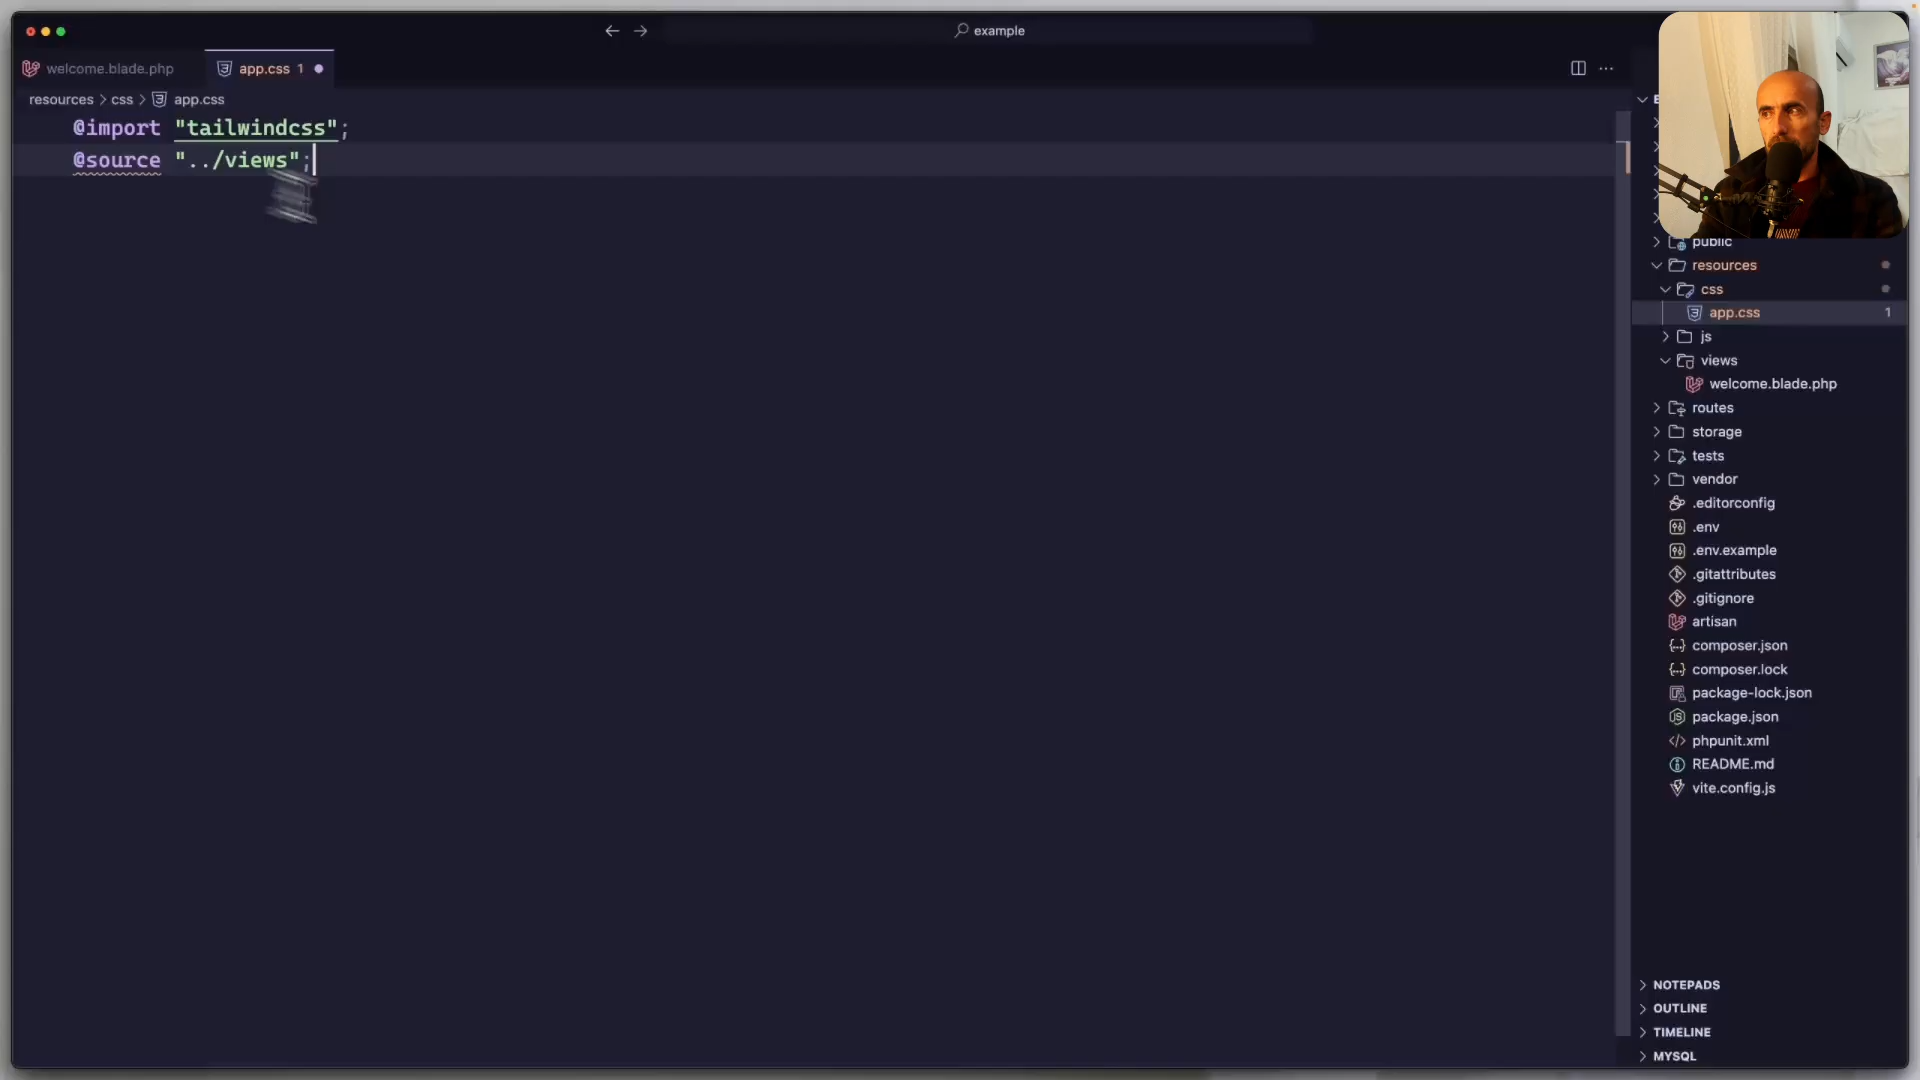 example
welcome.blade.php
app.css 1
resources > css > app.css
@import "tailwindcss";
@source "../views";
public
resources
css
app.css 1
js
views
welcome.blade.php
routes
storage
tests
vendor
.editorconfig
.env
.env.example
.gitattributes
.gitignore
artisan
composer.json
composer.lock
package-lock.json
package.json
phpunit.xml
README.md
vite.config.js
NOTEPADS
OUTLINE
TIMELINE
MYSQL